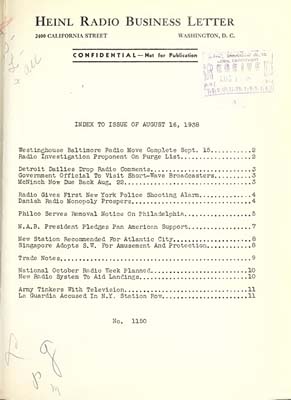 HEINL RADIO BUSINESS LETTER
2400 CALIFORNIA STREET WASHINGTON, D. C.
CONFIDENTIAL—Not for Publication
INDEX TO ISSUE OF AUGUST 16, 1938
Westinghouse Baltimore Radio Move Complete Sept. 15..........2
Radio Investigation Proponent On Purge List..........2
Detroit Dailies Drop Radio Comments..........3
Government Official To Visit Short-Wave Broadcasters..........3
McNinch Now Due Back Aug. 22..........3
Radio Gives First New York Police Shooting Alarm..........4
Danish Radio Monopoly Prospers..........4
Philco Serves Removal Notice On Philadelphia..........5
N.A.B. President Pledges Pan American Support..........7
New Station Recommended For Atlantic City..........8
Singapore Adopts S.W. For Amusement And Protection..........8
Trade Notes..........9
National October Radio Week Planned..........10
New Radio System To Aid Landings..........10
Army Tinkers With Television..........11
La Guardia Accused In N.Y. Station Row..........11
No. 1150